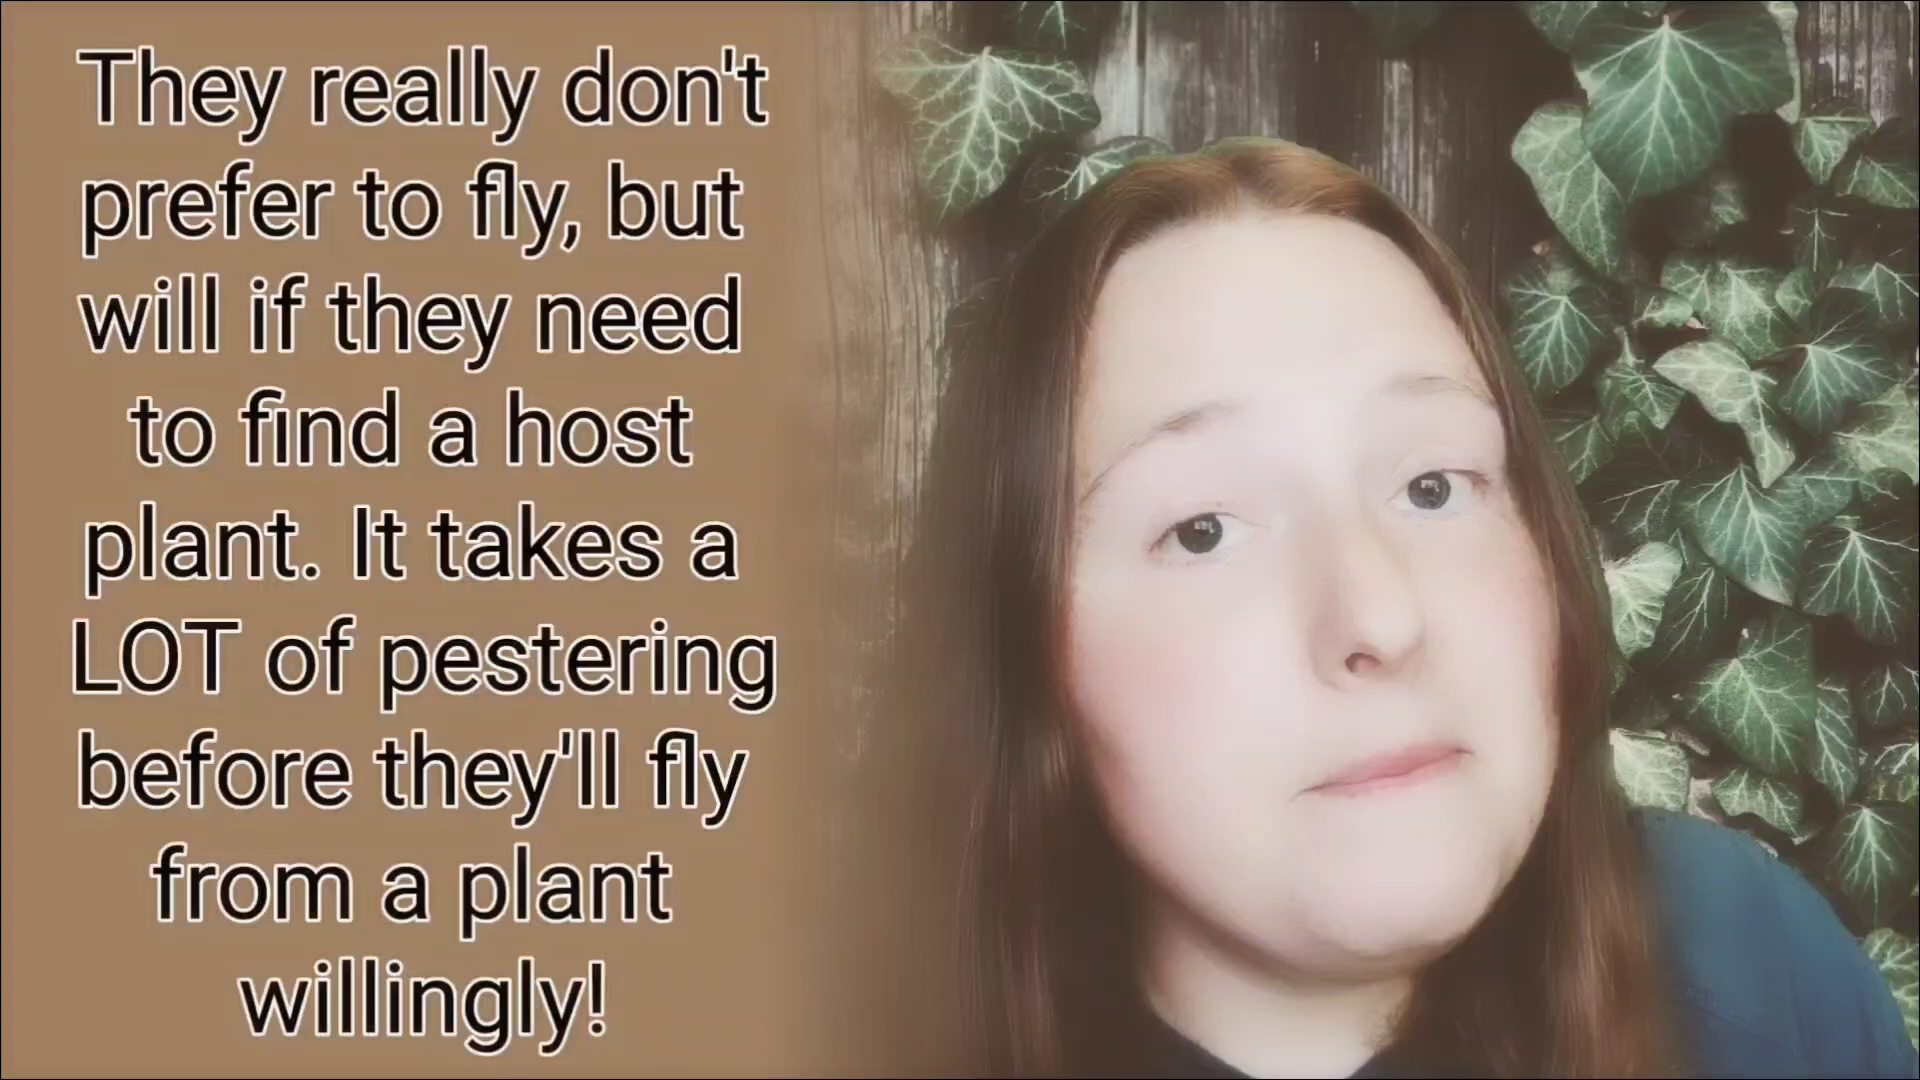 They really don't
prefer to fly, but
will if they need
to find a host
plant. It takes a
LOT of pestering
before they'll fly
from a plant
willingly!